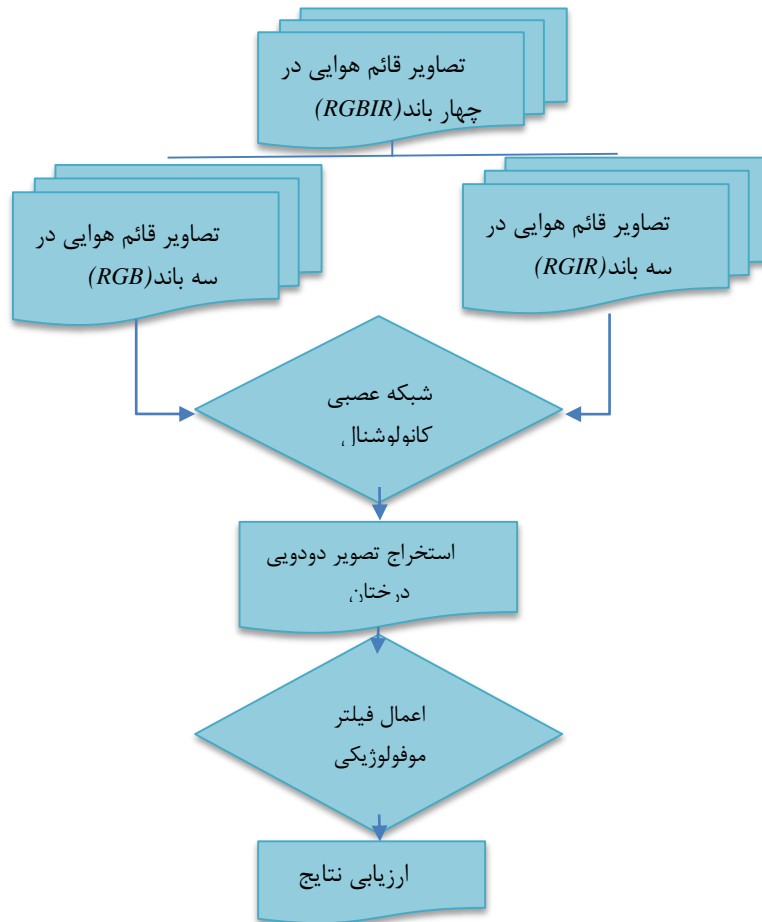 تصاویر قائم هوایی در
چهار باند(RGBIR)
تصاویر قائم هوایی در
سه باند(RGIR)
تصاویر قائم هوایی در
سه باند(RGB)
شبکه عصبی
کانولوشنال
استخراج تصویر دودویی
درختان
اعمال فیلتر
موفولوژیکی
ارزیابی نتایج